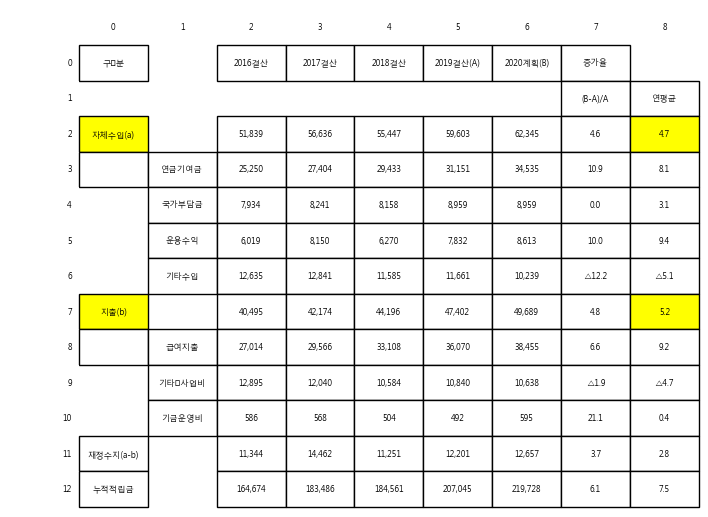 0 1 2 3 4 5 6 7 8
0 구▯분 2016결산 2017결산 2018결산 2019결산(A) 2020계획(B) 증가율
1 (B-A)/A 연평균
2 자체수입(a) 51,839 56,636 55,447 59,603 62,345 4.6 4.7
3 연금기여금 25,250 27,404 29,433 31,151 34,535 10.9 8.1
4 국가부담금 7,934 8,241 8,158 8,959 8,959 0.0 3.1
5 운용수익 6,019 8,150 6,270 7,832 8,613 10.0 9.4
6 기타수입 12,635 12,841 11,585 11,661 10,239 △12.2 △5.1
7 지출(b) 40,495 42,174 44,196 47,402 49,689 4.8 5.2
8 급여지출 27,014 29,566 33,108 36,070 38,455 6.6 9.2
9 기타▯사업비 12,895 12,040 10,584 10,840 10,638 △1.9 △4.7
10 기금운영비 586 568 504 492 595 21.1 0.4
11 재정수지(a-b) 11,344 14,462 11,251 12,201 12,657 3.7 2.8
12 누적적립금 164,674 183,486 184,561 207,045 219,728 6.1 7.5